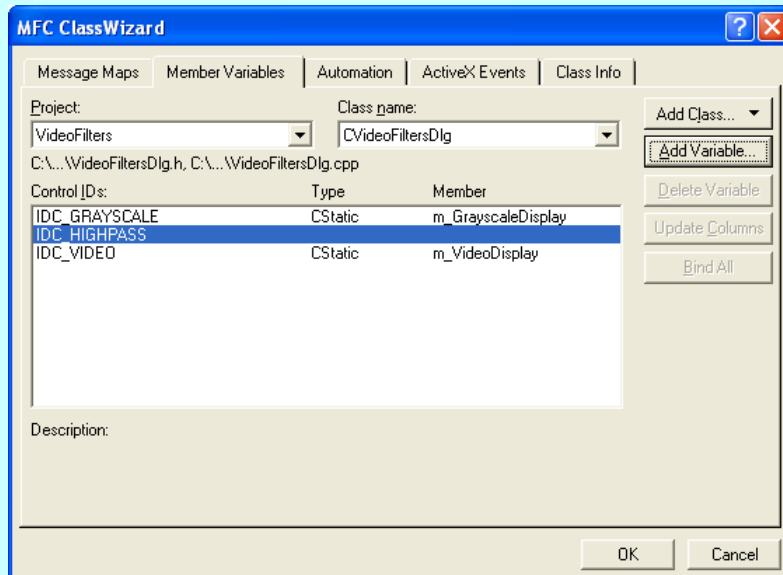 MFC ClassWizard
Message Maps Member Variables Automation ActiveX Events Class Info
Project: Class name:
VideoFilters CVideoFiltersDlg
Add Class...
C:\...\VideoFiltersDlg.h, C:\...\VideoFiltersDlg.cpp
Add Variable...
Control IDs: Type Member
Delete Variable
IDC_GRAYSCALE CStatic m_GrayscaleDisplay
IDC_HIGHPASS
Update Columns
IDC_VIDEO CStatic m_VideoDisplay
Bind All
Description:
OK Cancel